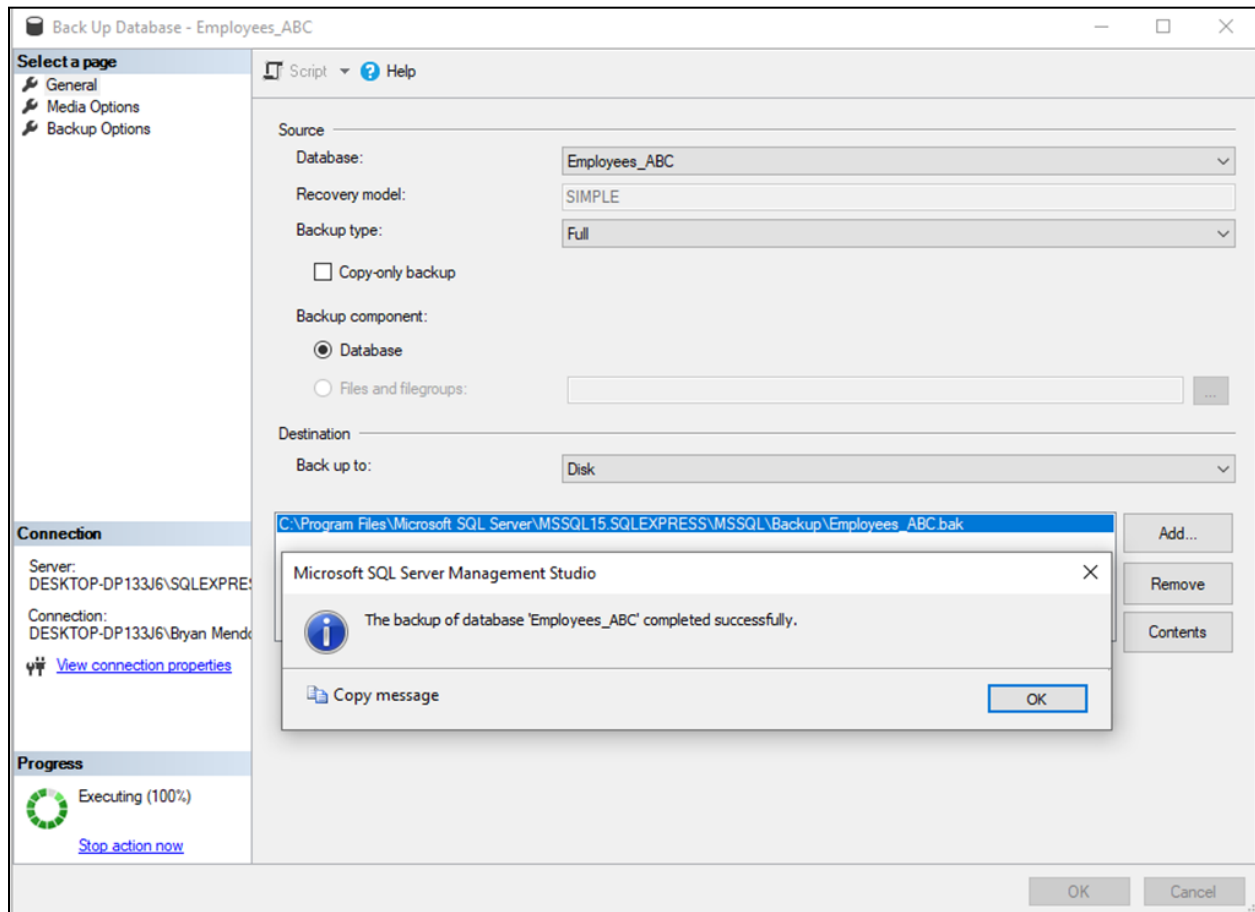 Back Up Database - Employees_ABC
Select a page
General
Media Options
Backup Options
Script
Help
Source
Database:
Employees_ABC
Recovery model:
SIMPLE
Backup type:
Full
Copy-only backup
Backup component:
Database
Files and filegroups:
...
Destination
Back up to:
Disk
C:\Program Files\Microsoft SQL Server\MSSQL15.SQLEXPRESS\MSSQL\Backup\Employees_ABC.bak
Add...
Remove
Contents
Microsoft SQL Server Management Studio
The backup of database 'Employees_ABC' completed successfully.
Copy message
OK
Connection
Server:
DESKTOP-DP133J6\SQLEXPRES
Connection:
DESKTOP-DP133J6\Bryan Mendo
View connection properties
Progress
Executing (100%)
Stop action now
OK
Cancel